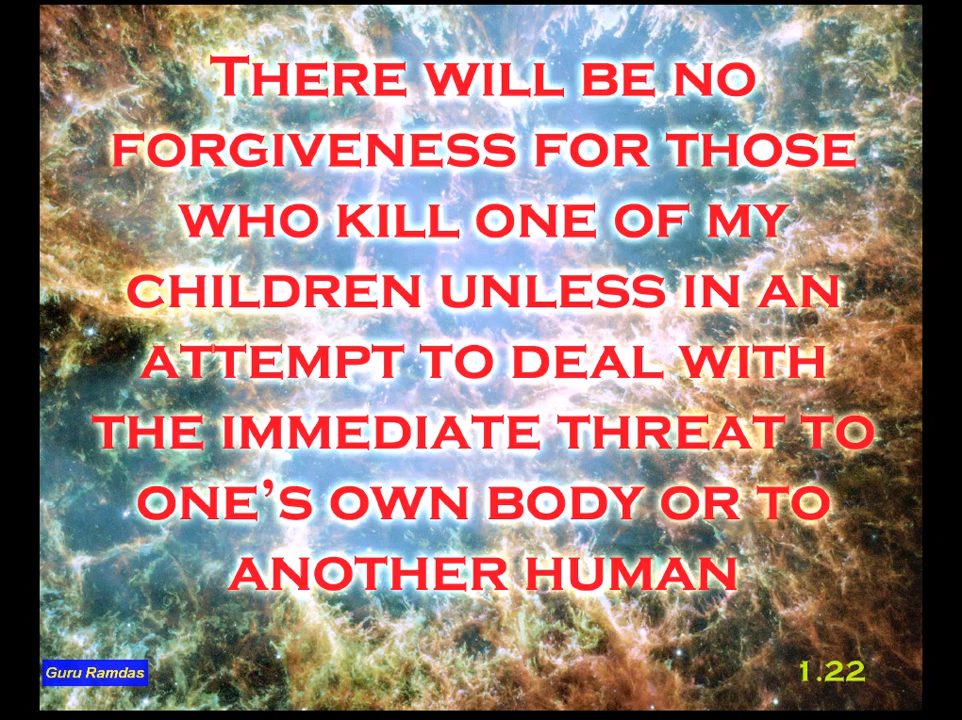 There will be no
forgiveness for those
who kill one of my
children unless in an
attempt to deal with
the immediate threat to
one’s own body or to
another human
Guru Ramdas
1.22